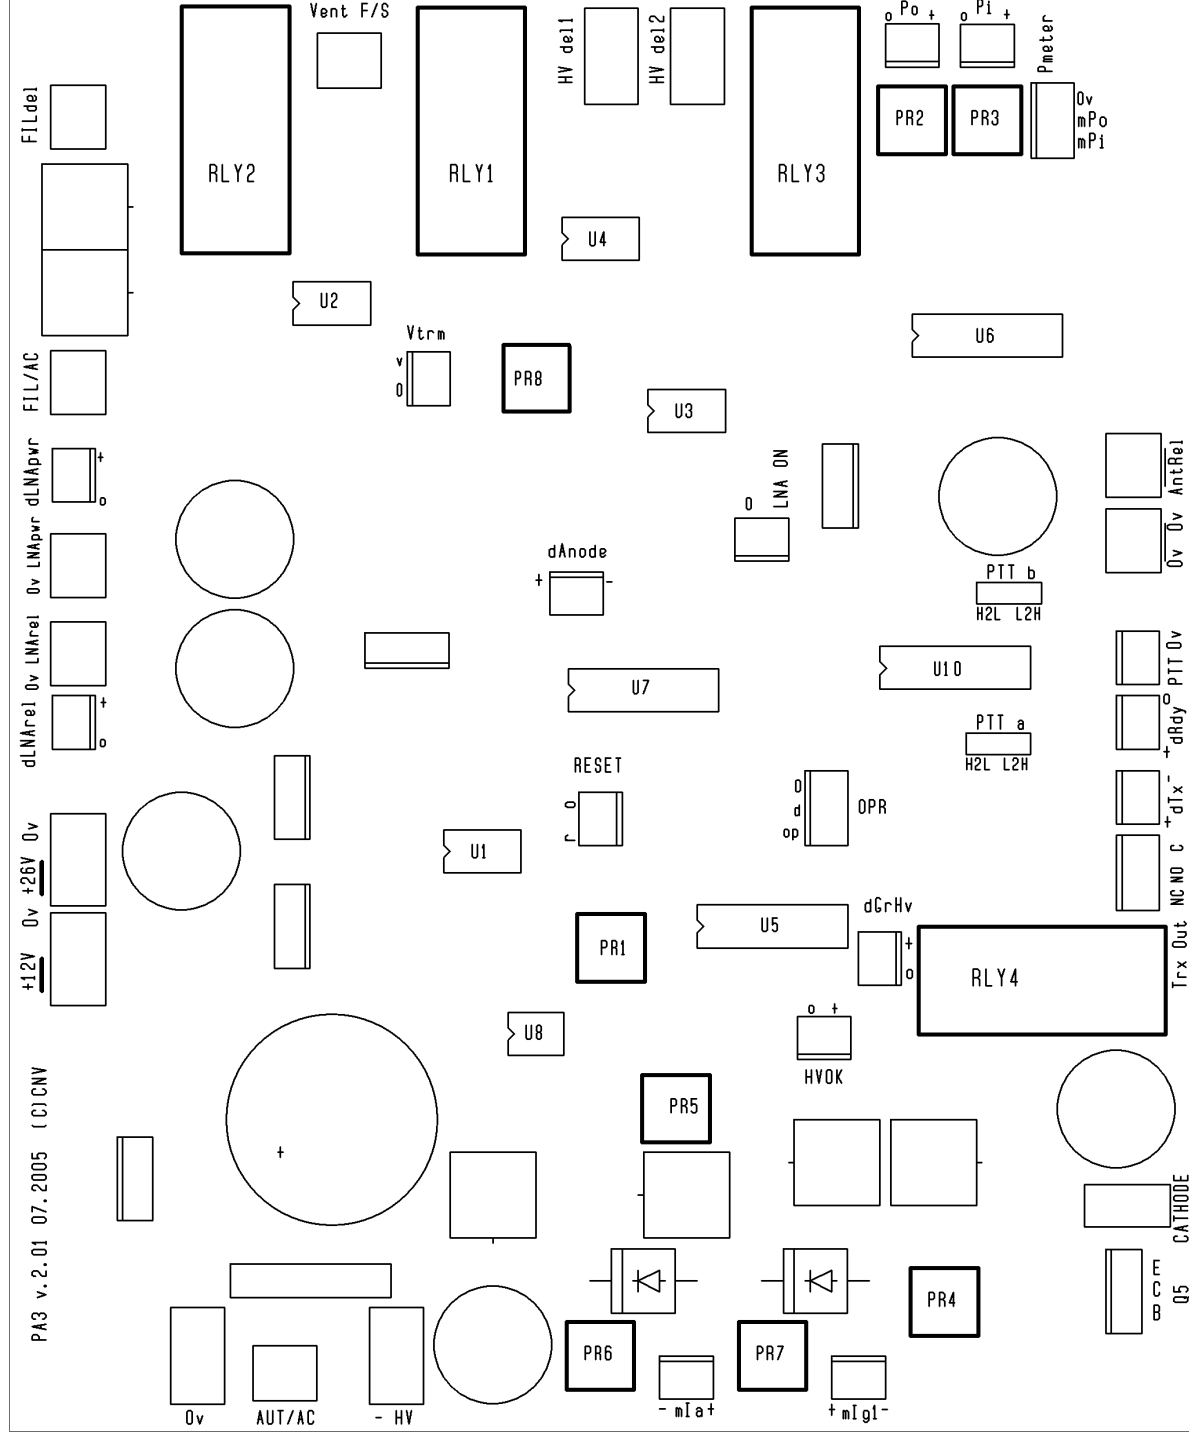 Vent F/S
HV del1
HV del2
o Po +
o Pi +
Pmeter
FILdel
PR2
PR3
Ov
mPo
mPi
RLY2
RLY1
RLY3
U4
U2
Vtrm
v
O
PR8
U6
FIL/AC
U3
dLNApwr
+
o
Ov LNApwr
O
LNA ON
AntRel
Ov Ov
dAnode
+ -
PTT b
H2L L2H
Ov LNArel
dLNArel
+
o
U7
U10
PTT Ov
PTT a
H2L L2H
o
dRdy
+
RESET
o
r
O
d
op
OPR
-
dTx
+
+26V Ov
U1
NC NO C
+12V Ov
PR1
U5
dGrHv
+
o
RLY4
Trx Out
U8
o +
HVOK
PR5
+
PA3 v.2.01 07.2005 (C)CNV
CATHODE
E
C
B
Q5
PR4
PR6
PR7
Ov
AUT/AC
- HV
- mIa+
+ mIg1-